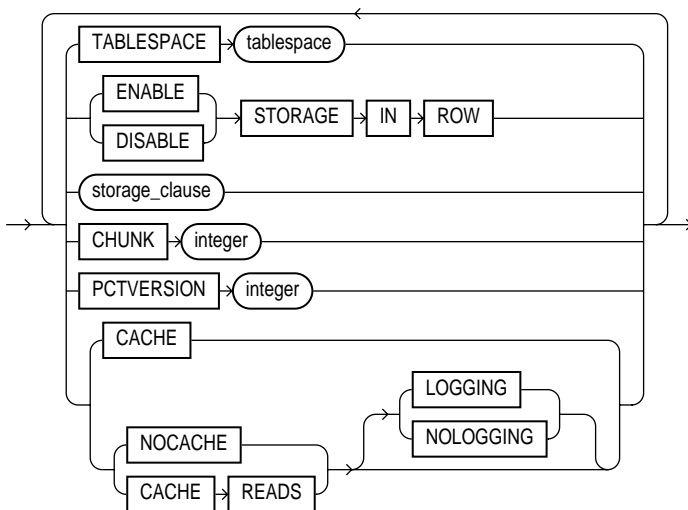 TABLESPACE tablespace
ENABLE
DISABLE
STORAGE IN ROW
storage_clause
CHUNK integer
PCTVERSION integer
CACHE
LOGGING
NOLOGGING
NOCACHE
CACHE READS